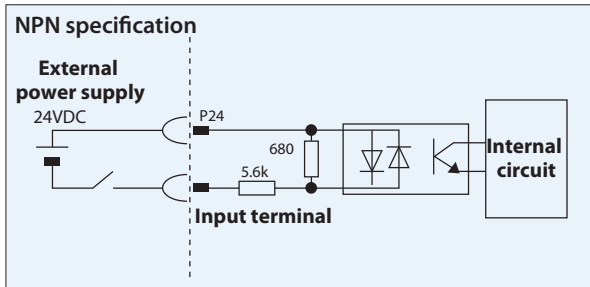 NPN specification
External
power supply
24VDC
P24
680
5.6k
Input terminal
Internal
circuit